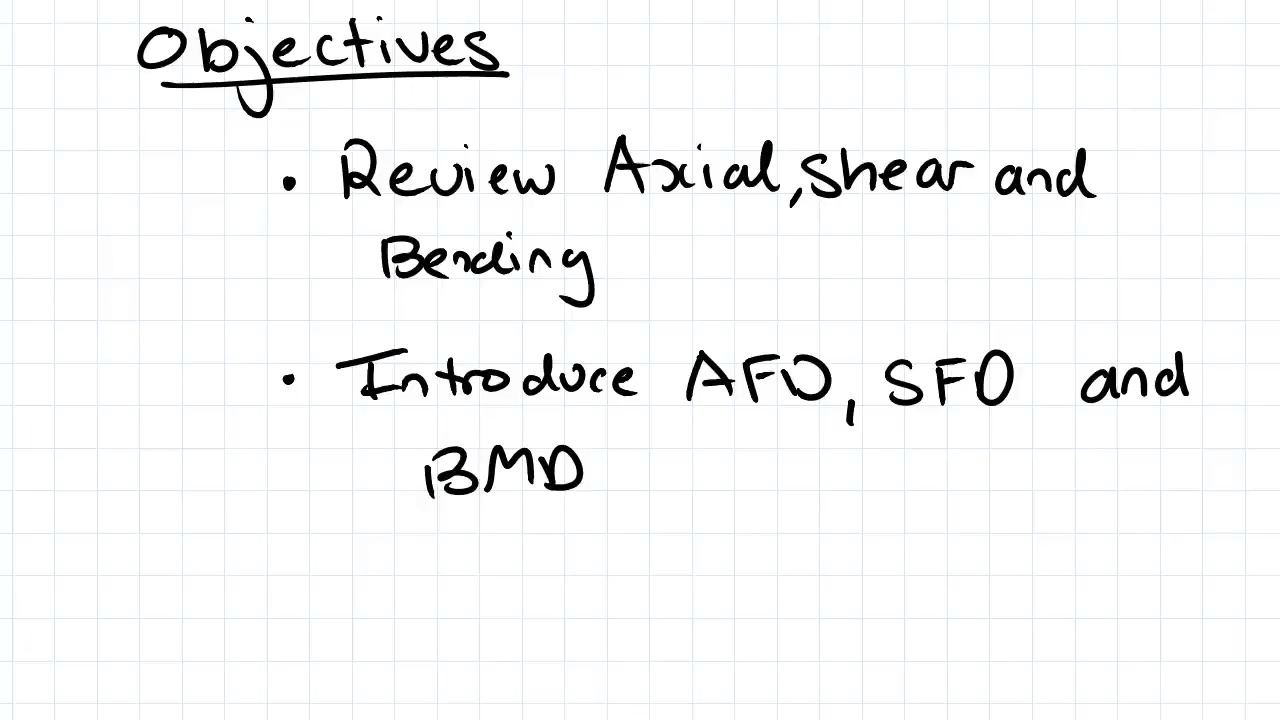 Objectives
• Review Axial, shear and
Bending
• Introduce AFD, SFD and
BMD